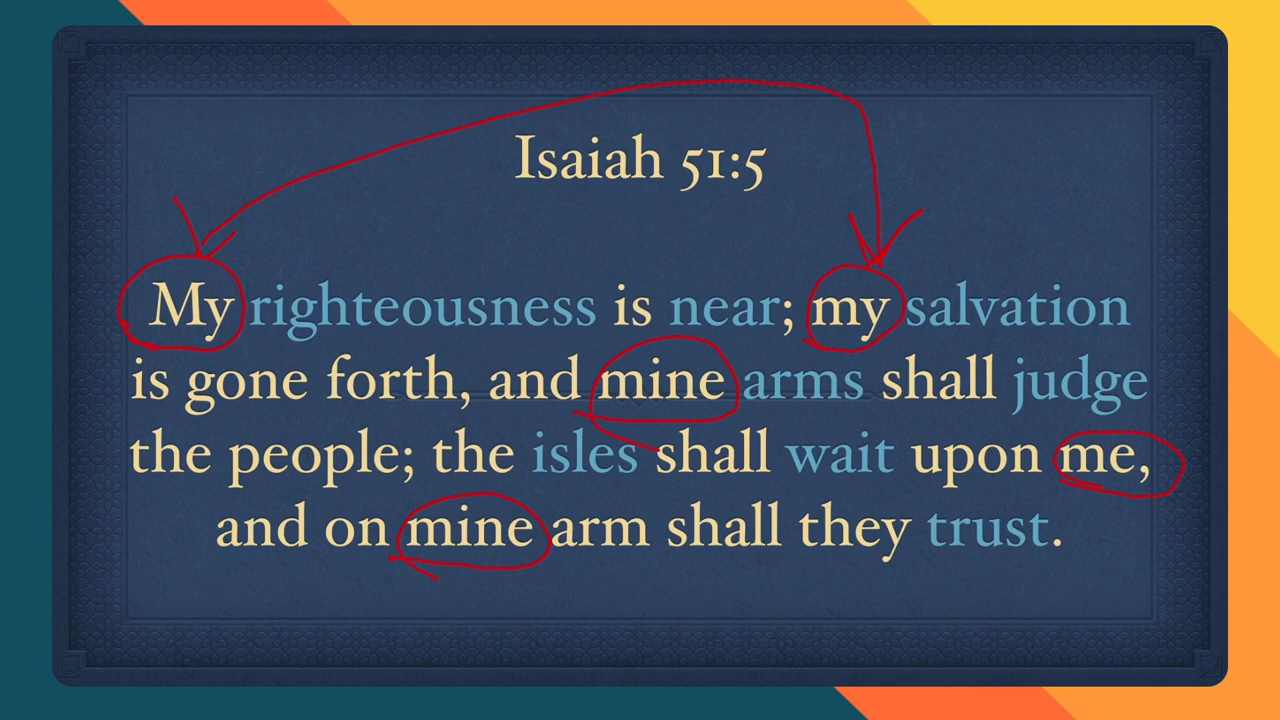 Isaiah 51:5
My righteousness is near; my salvation
is gone forth, and mine arms shall judge
the people; the isles shall wait upon me,
and on mine arm shall they trust.